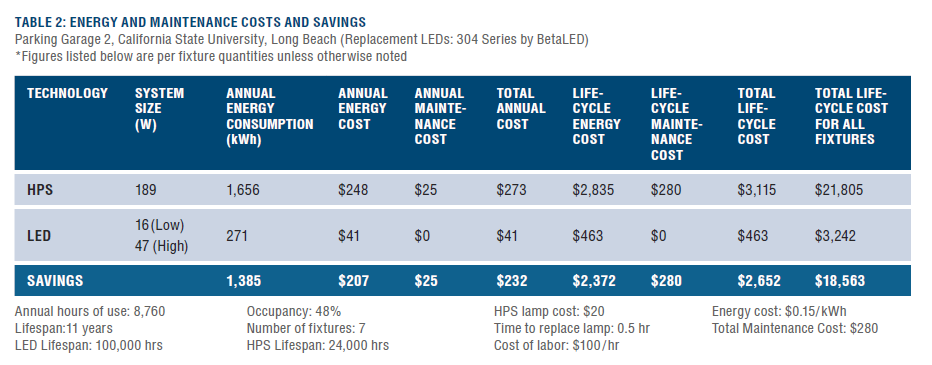 TABLE 2: ENERGY AND MAINTENANCE COSTS AND SAVINGS
Parking Garage 2, California State University, Long Beach (Replacement LEDs: 304 Series by BetaLED)
*Figures listed below are per fixture quantities unless otherwise noted
TECHNOLOGY SYSTEM SIZE (W) ANNUAL ENERGY CONSUMPTION (kWh) ANNUAL ENERGY COST ANNUAL MAINTE-NANCE COST TOTAL ANNUAL COST LIFE-CYCLE ENERGY COST LIFE-CYCLE MAINTE-NANCE COST TOTAL LIFE-CYCLE COST TOTAL LIFE-CYCLE COST FOR ALL FIXTURES
HPS 189 1,656 $248 $25 $273 $2,835 $280 $3,115 $21,805
LED 16 (Low) 47 (High) 271 $41 $0 $41 $463 $0 $463 $3,242
SAVINGS 1,385 $207 $25 $232 $2,372 $280 $2,652 $18,563
Annual hours of use: 8,760 Occupancy: 48% HPS lamp cost: $20 Energy cost: $0.15/kWh
Lifespan:11 years Number of fixtures: 7 Time to replace lamp: 0.5 hr Total Maintenance Cost: $280
LED Lifespan: 100,000 hrs HPS Lifespan: 24,000 hrs Cost of labor: $100/hr